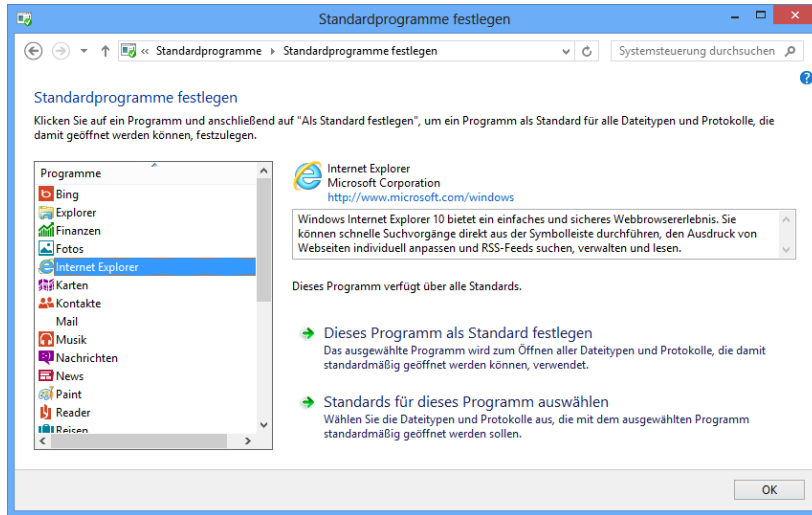 Standardprogramme festlegen
« Standardprogramme Standardprogramme festlegen
Systemsteuerung durchsuchen
?
Standardprogramme festlegen
Klicken Sie auf ein Programm und anschließend auf "Als Standard festlegen", um ein Programm als Standard für alle Dateitypen und Protokolle, die
damit geöffnet werden können, festzulegen.
Programme
Bing
Explorer
Finanzen
Fotos
Internet Explorer
Karten
Kontakte
Mail
Musik
Nachrichten
News
Paint
Reader
Reisen
Internet Explorer
Microsoft Corporation
http://www.microsoft.com/windows
Windows Internet Explorer 10 bietet ein einfaches und sicheres Webbrowsererlebnis. Sie
können schnelle Suchvorgänge direkt aus der Symbolleiste durchführen, den Ausdruck von
Webseiten individuell anpassen und RSS-Feeds suchen, verwalten und lesen.
Dieses Programm verfügt über alle Standards.
Dieses Programm als Standard festlegen
Das ausgewählte Programm wird zum Öffnen aller Dateitypen und Protokolle, die damit
standardmäßig geöffnet werden können, verwendet.
Standards für dieses Programm auswählen
Wählen Sie die Dateitypen und Protokolle aus, die mit dem ausgewählten Programm
standardmäßig geöffnet werden sollen.
OK